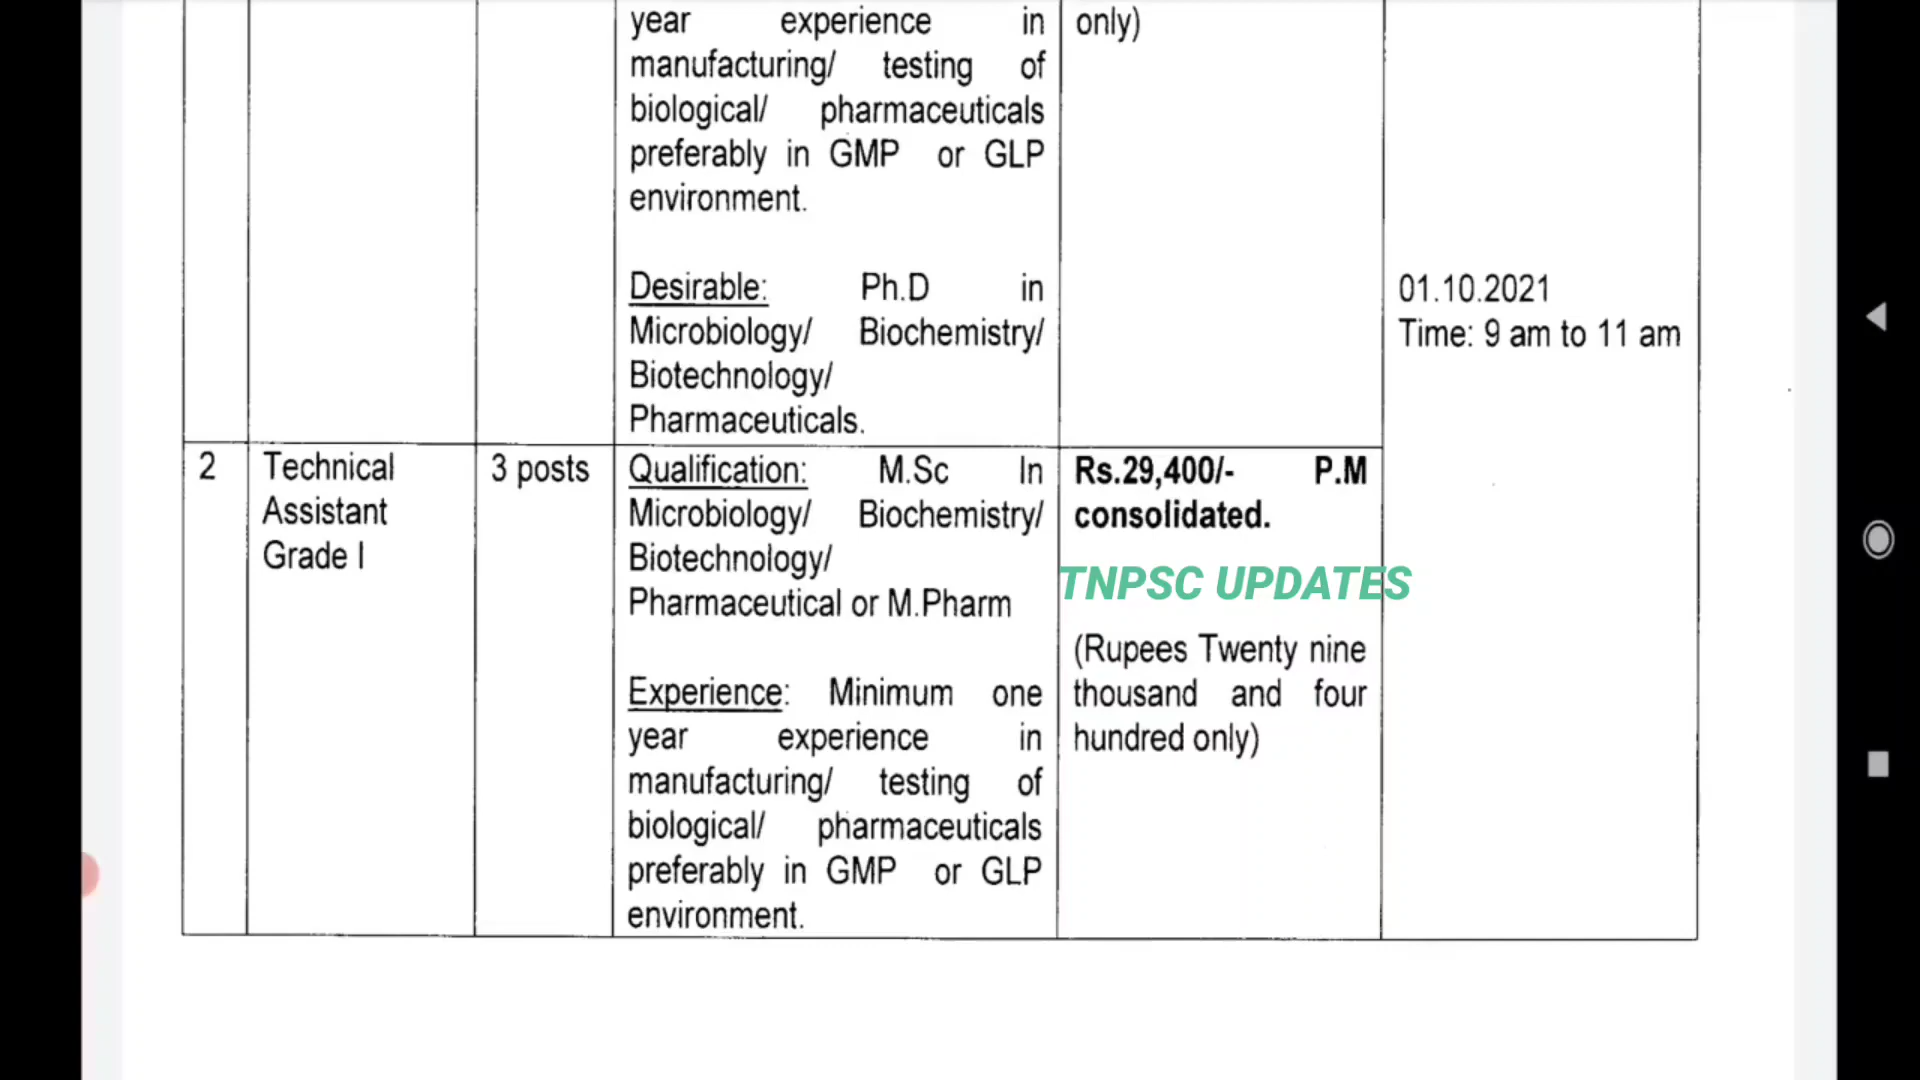 year experience in
manufacturing/ testing of
biological/ pharmaceuticals
preferably in GMP or GLP
environment.
Desirable: Ph.D in
Microbiology/ Biochemistry/
Biotechnology/
Pharmaceuticals.
only)
01.10.2021
Time: 9 am to 11 am
2
Technical
Assistant
Grade I
3 posts
Qualification: M.Sc In
Microbiology/ Biochemistry/
Biotechnology/
Pharmaceutical or M.Pharm
Experience: Minimum one
year experience in
manufacturing/ testing of
biological/ pharmaceuticals
preferably in GMP or GLP
environment.
Rs.29,400/- P.M
consolidated.
TNPSC UPDATES
(Rupees Twenty nine
thousand and four
hundred only)